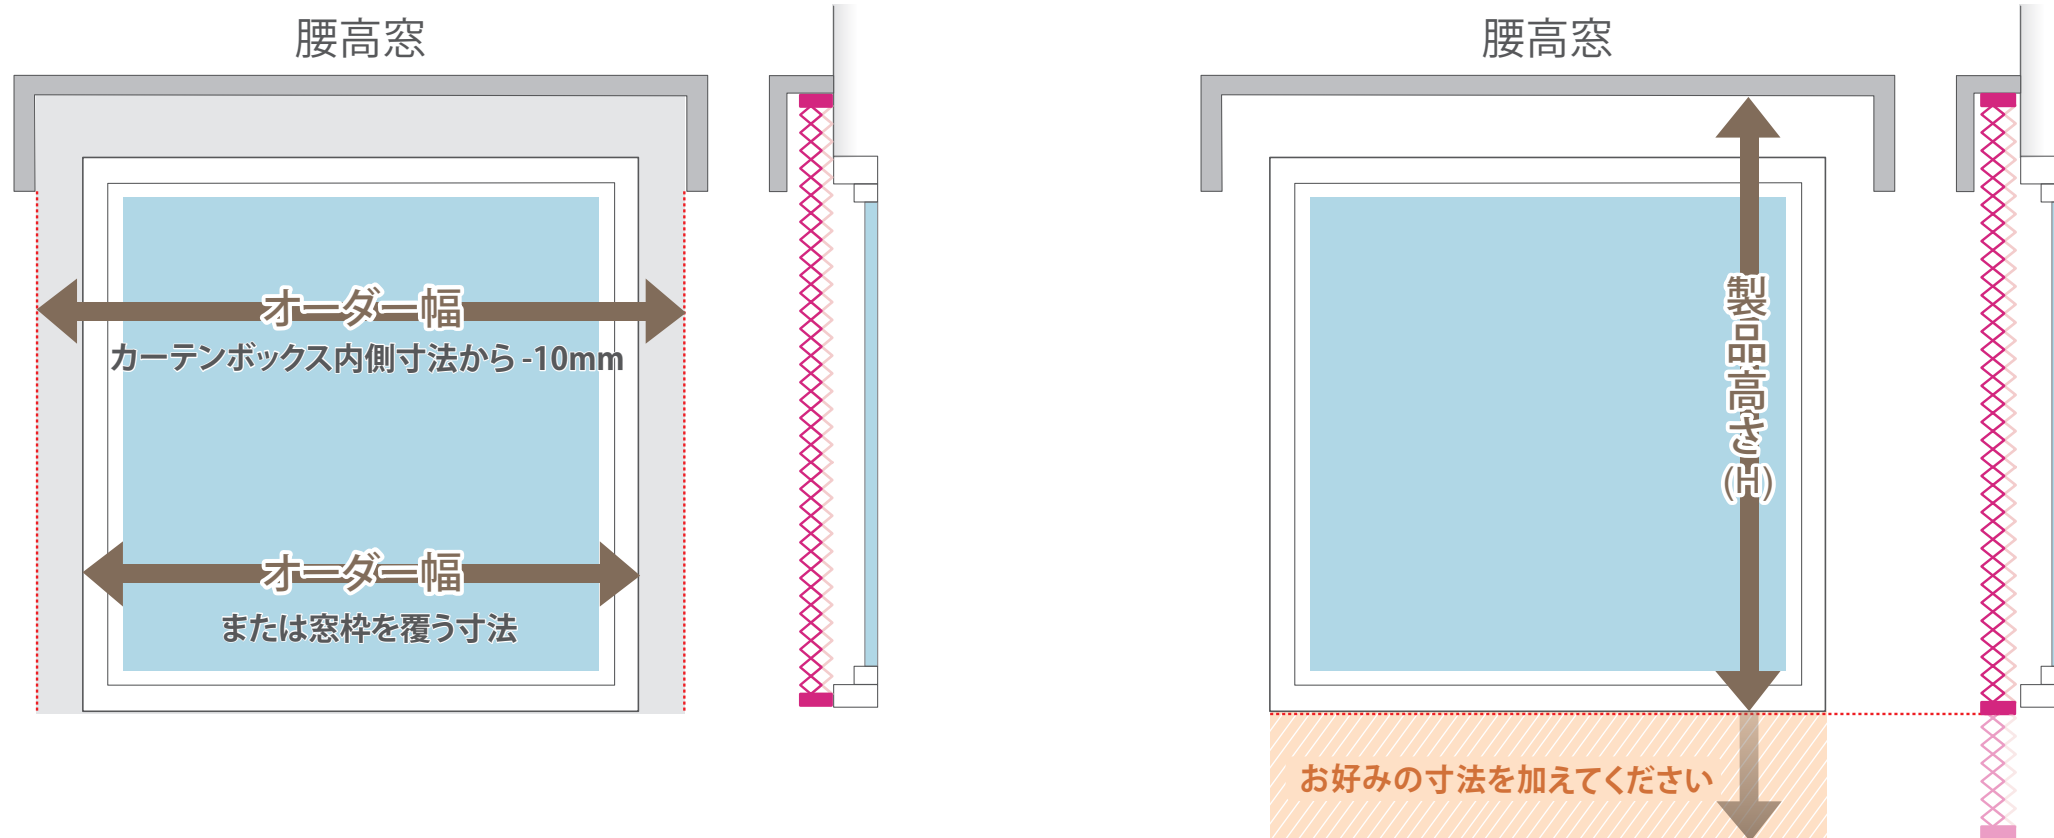 腰高窓
オーダー幅
カーテンボックス内側寸法から -10mm
オーダー幅
または窓枠を覆う寸法
腰高窓
製品高さ(H)
お好みの寸法を加えてください